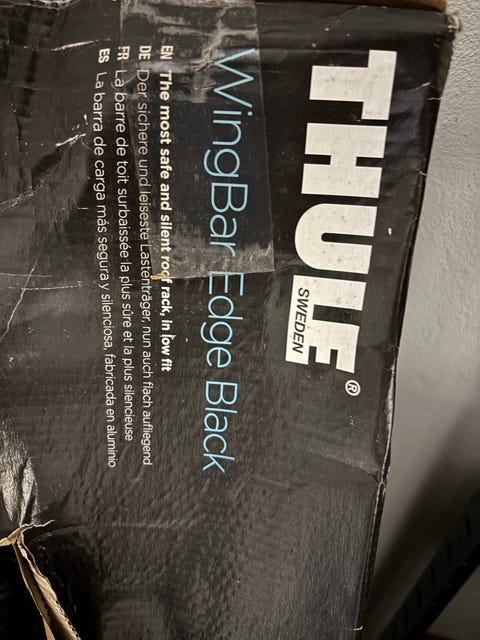 THULE®
SWEDEN
WingBar Edge Black
EN The most safe and silent roof rack, in low fit
DE Der sichere und leiseste Lastenträger, nun auch flach aufliegend
FR La barre de toit surbaissée la plus sûre et la plus silencieuse
ES La barra de carga más segura y silenciosa, fabricada en aluminio